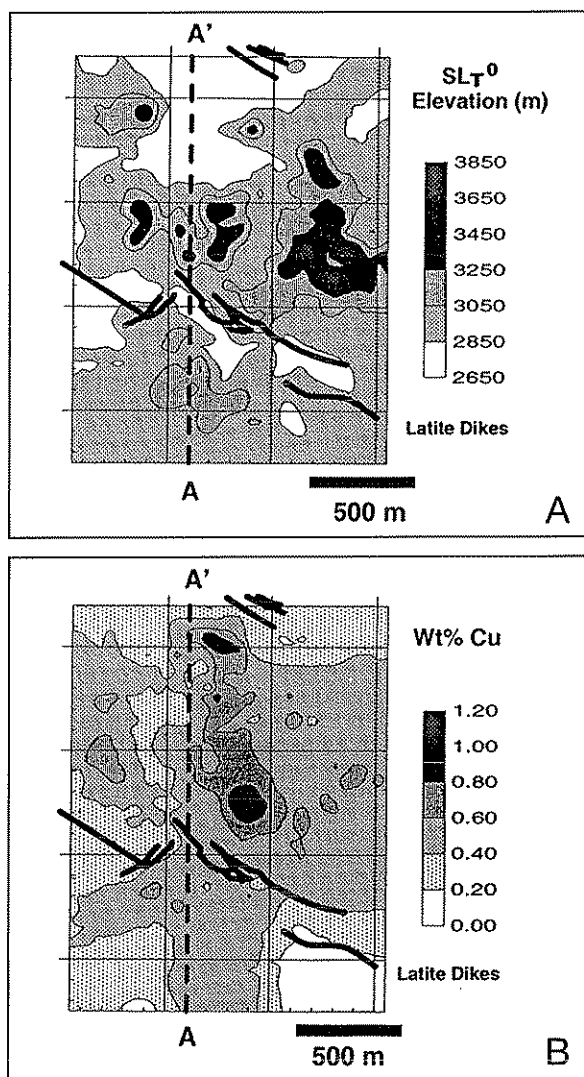 A'
SLT⁰
Elevation (m)
3850
3650
3450
3250
3050
2850
2650
Latite Dikes
A
500 m
A
A'
Wt% Cu
1.20
1.00
0.80
0.60
0.40
0.20
0.00
Latite Dikes
A
500 m
B